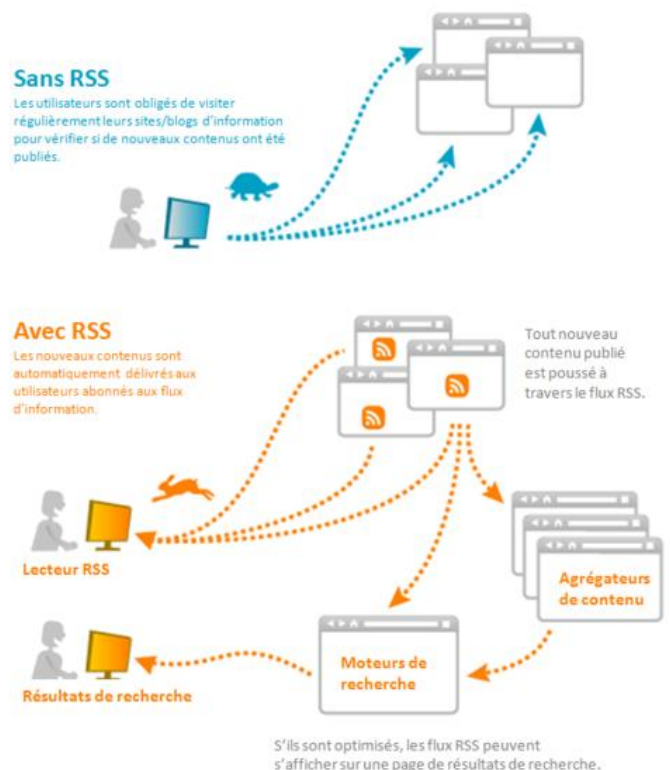 Sans RSS
Les utilisateurs sont obligés de visiter
régulièrement leurs sites/blogs d'information
pour vérifier si de nouveaux contenus ont été
publiés.
Avec RSS
Les nouveaux contenus sont
automatiquement délivrés aux
utilisateurs abonnés aux flux
d'information.
Tout nouveau
contenu publié
est poussé à
travers le flux RSS.
Lecteur RSS
Agrégateurs
de contenu
Moteurs de
recherche
Résultats de recherche
S'ils sont optimisés, les flux RSS peuvent
s'afficher sur une page de résultats de recherche.